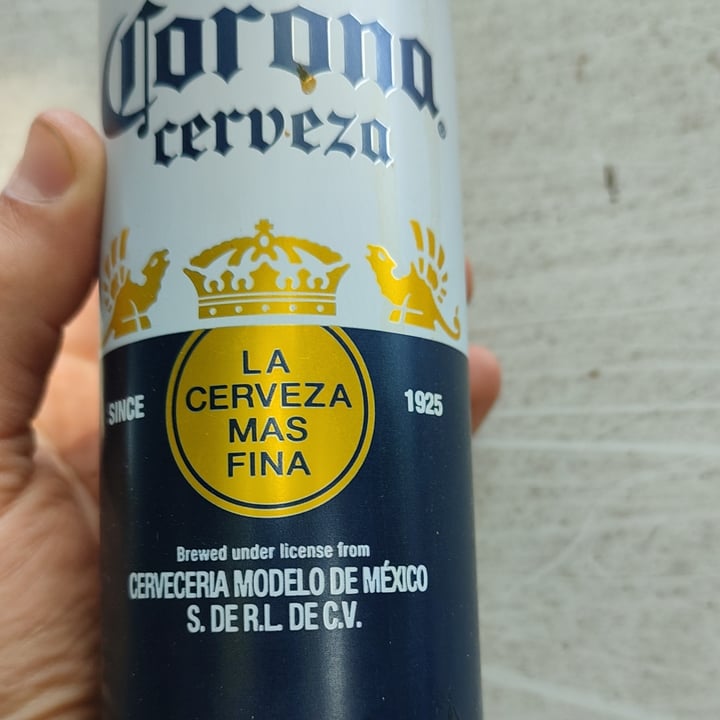 Corona
cerveza
LA
CERVEZA
MAS
FINA
SINCE 1925
Brewed under license from
CERVECERIA MODELO DE MÉXICO
S. DE R.L. DE C.V.